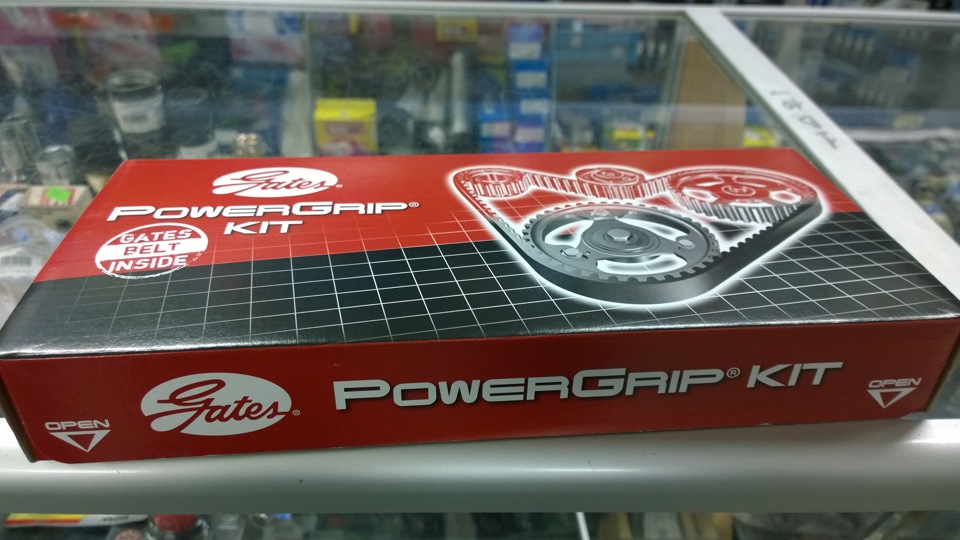 Gates®
POWERGRIP®
KIT
GATES
BELT
INSIDE
OPEN
Gates®
POWERGRIP® KIT
OPEN